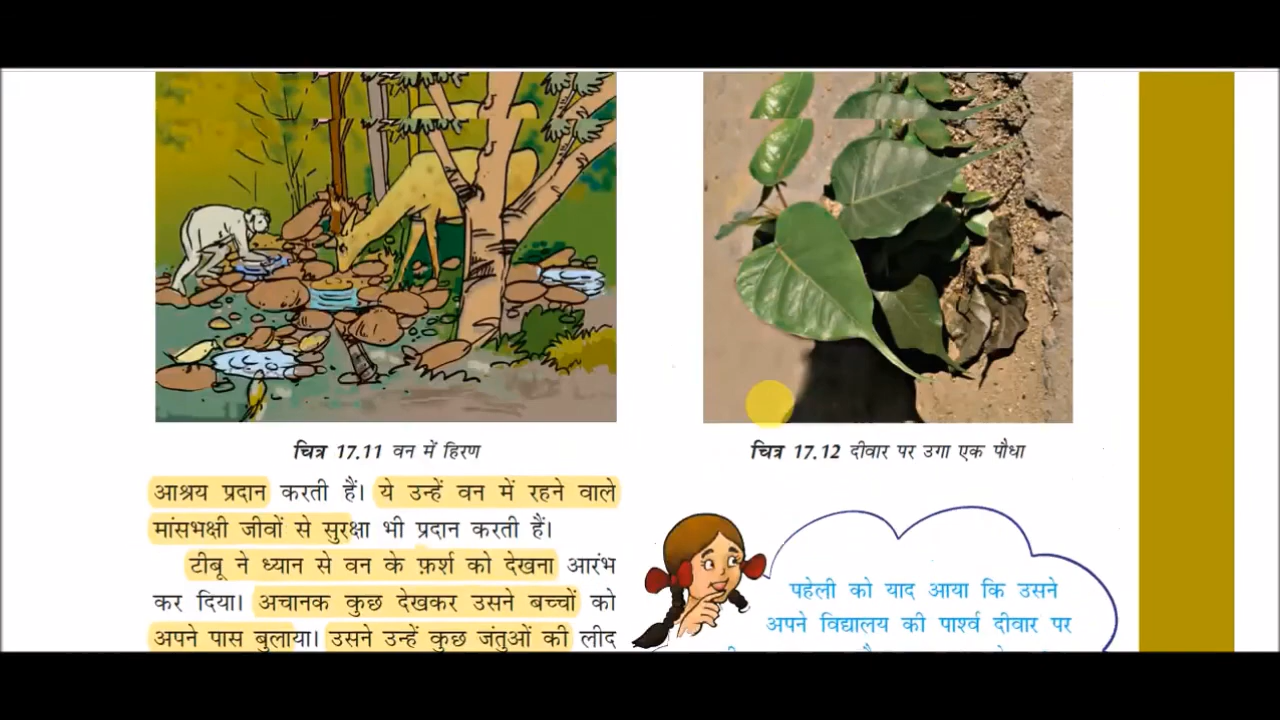 चित्र 17.11 वन में हिरण
आश्रय प्रदान करती हैं। ये उन्हें वन में रहने वाले
मांसभक्षी जीवों से सुरक्षा भी प्रदान करती हैं।
टीबू ने ध्यान से वन के फ़र्श को देखना आरंभ
कर दिया। अचानक कुछ देखकर उसने बच्चों को
अपने पास बुलाया। उसने उन्हें कुछ जंतुओं की लीद
चित्र 17.12 दीवार पर उगा एक पौधा
पहेली को याद आया कि उसने
अपने विद्यालय की पार्श्व दीवार पर